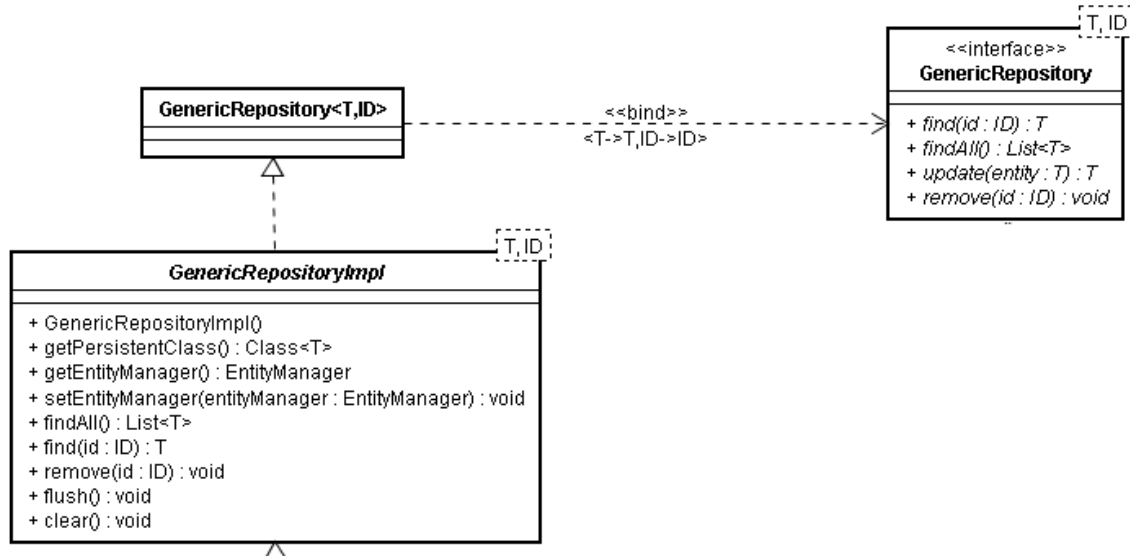 T, ID
<<interface>>
GenericRepository
+ find(id : ID) : T
+ findAll() : List<T>
+ update(entity : T) : T
+ remove(id : ID) : void
GenericRepository<T,ID>
<<bind>>
<T->T,ID->ID>
T, ID
GenericRepositoryImpl
+ GenericRepositoryImpl()
+ getPersistentClass() : Class<T>
+ getEntityManager() : EntityManager
+ setEntityManager(entityManager : EntityManager) : void
+ findAll() : List<T>
+ find(id : ID) : T
+ remove(id : ID) : void
+ flush() : void
+ clear() : void